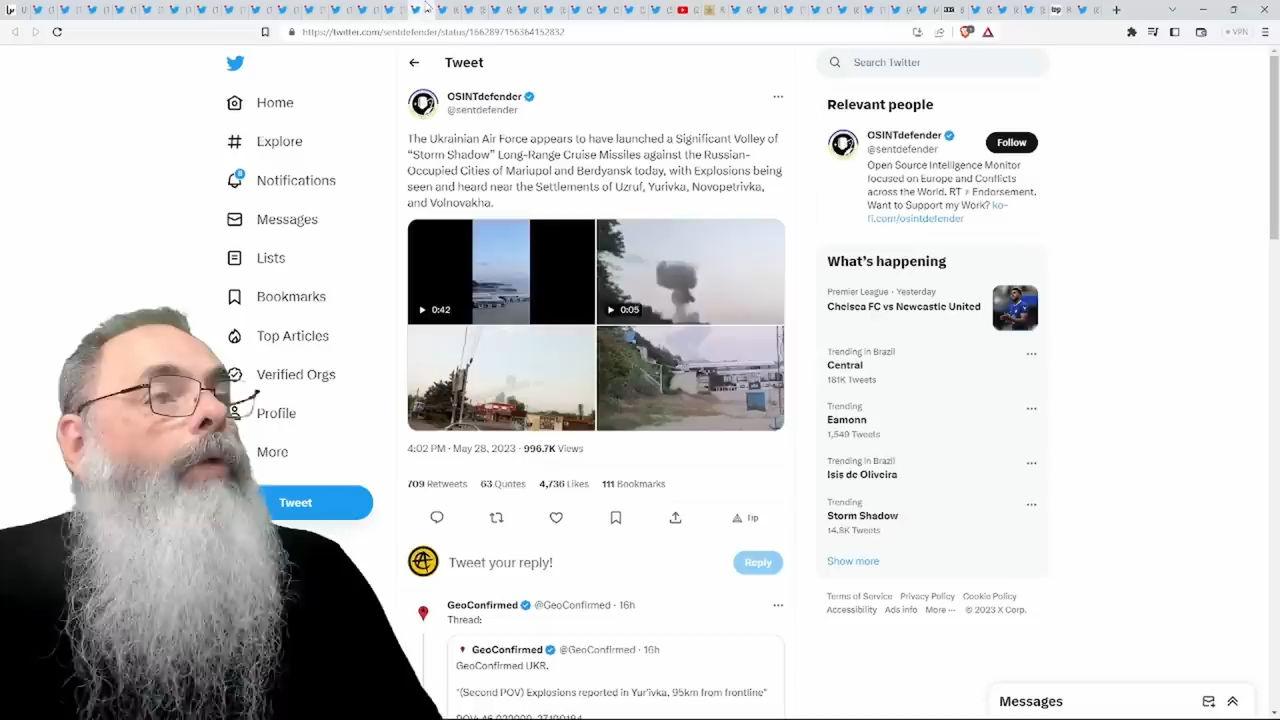 https://twitter.com/sentdefender/status/1662897156364152832
VPN
Home
Explore
8
Notifications
Messages
Lists
Bookmarks
Top Articles
Verified Orgs
Profile
More
Tweet
Tweet
OSINTdefender
@sentdefender
The Ukrainian Air Force appears to have launched a Significant Volley of
“Storm Shadow” Long-Range Cruise Missiles against the Russian-
Occupied Cities of Mariupol and Berdyansk today, with Explosions being
seen and heard near the Settlements of Uzruf, Yurivka, Novopetrivka,
and Volnovakha.
0:42
0:05
4:02 PM · May 28, 2023 · 996.7K Views
709 Retweets 63 Quotes 4,736 Likes 111 Bookmarks
Tip
Tweet your reply!
Reply
GeoConfirmed @GeoConfirmed · 16h
Thread:
GeoConfirmed @GeoConfirmed · 16h
GeoConfirmed UKR.
"(Second POV) Explosions reported in Yur'ivka, 95km from frontline"
Search Twitter
Relevant people
OSINTdefender
@sentdefender
Follow
Open Source Intelligence Monitor
focused on Europe and Conflicts
across the World. RT ≠ Endorsement.
Want to Support my Work? ko-
fi.com/osintdefender
What’s happening
Premier League · Yesterday
Chelsea FC vs Newcastle United
Trending in Brazil
Central
181K Tweets
Trending
Eamonn
1,549 Tweets
Trending in Brazil
Isis de Oliveira
Trending
Storm Shadow
14.8K Tweets
Show more
Terms of Service Privacy Policy Cookie Policy
Accessibility Ads info More ··· © 2023 X Corp.
Messages